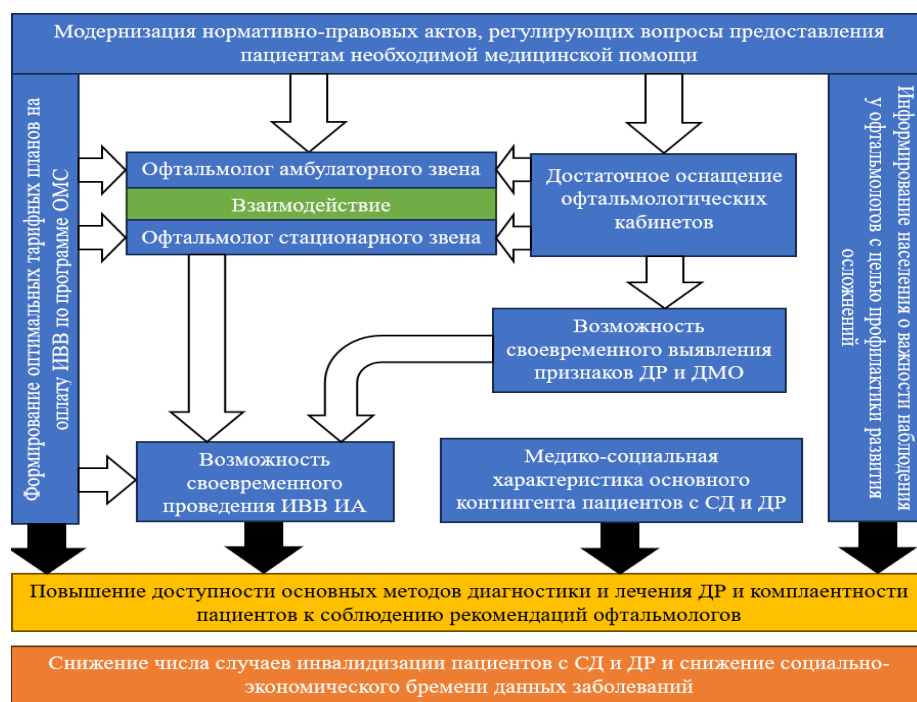 Модернизация нормативно-правовых актов, регулирующих вопросы предоставления
пациентам необходимой медицинской помощи
Формирование оптимальных тарифных планов на
оплату ИВВ по программе ОМС
Офтальмолог амбулаторного звена
Взаимодействие
Офтальмолог стационарного звена
Достаточное оснащение
офтальмологических
кабинетов
Информирование населения о важности наблюдения
у офтальмологов с целью профилактики развития
осложнений
Возможность
своевременного выявления
признаков ДР и ДМО
Возможность
своевременного
проведения ИВВ ИА
Медико-социальная
характеристика основного
контингента пациентов с СД и ДР
Повышение доступности основных методов диагностики и лечения ДР и комплаентности
пациентов к соблюдению рекомендаций офтальмологов
Снижение числа случаев инвалидизации пациентов с СД и ДР и снижение социально-
экономического бремени данных заболеваний